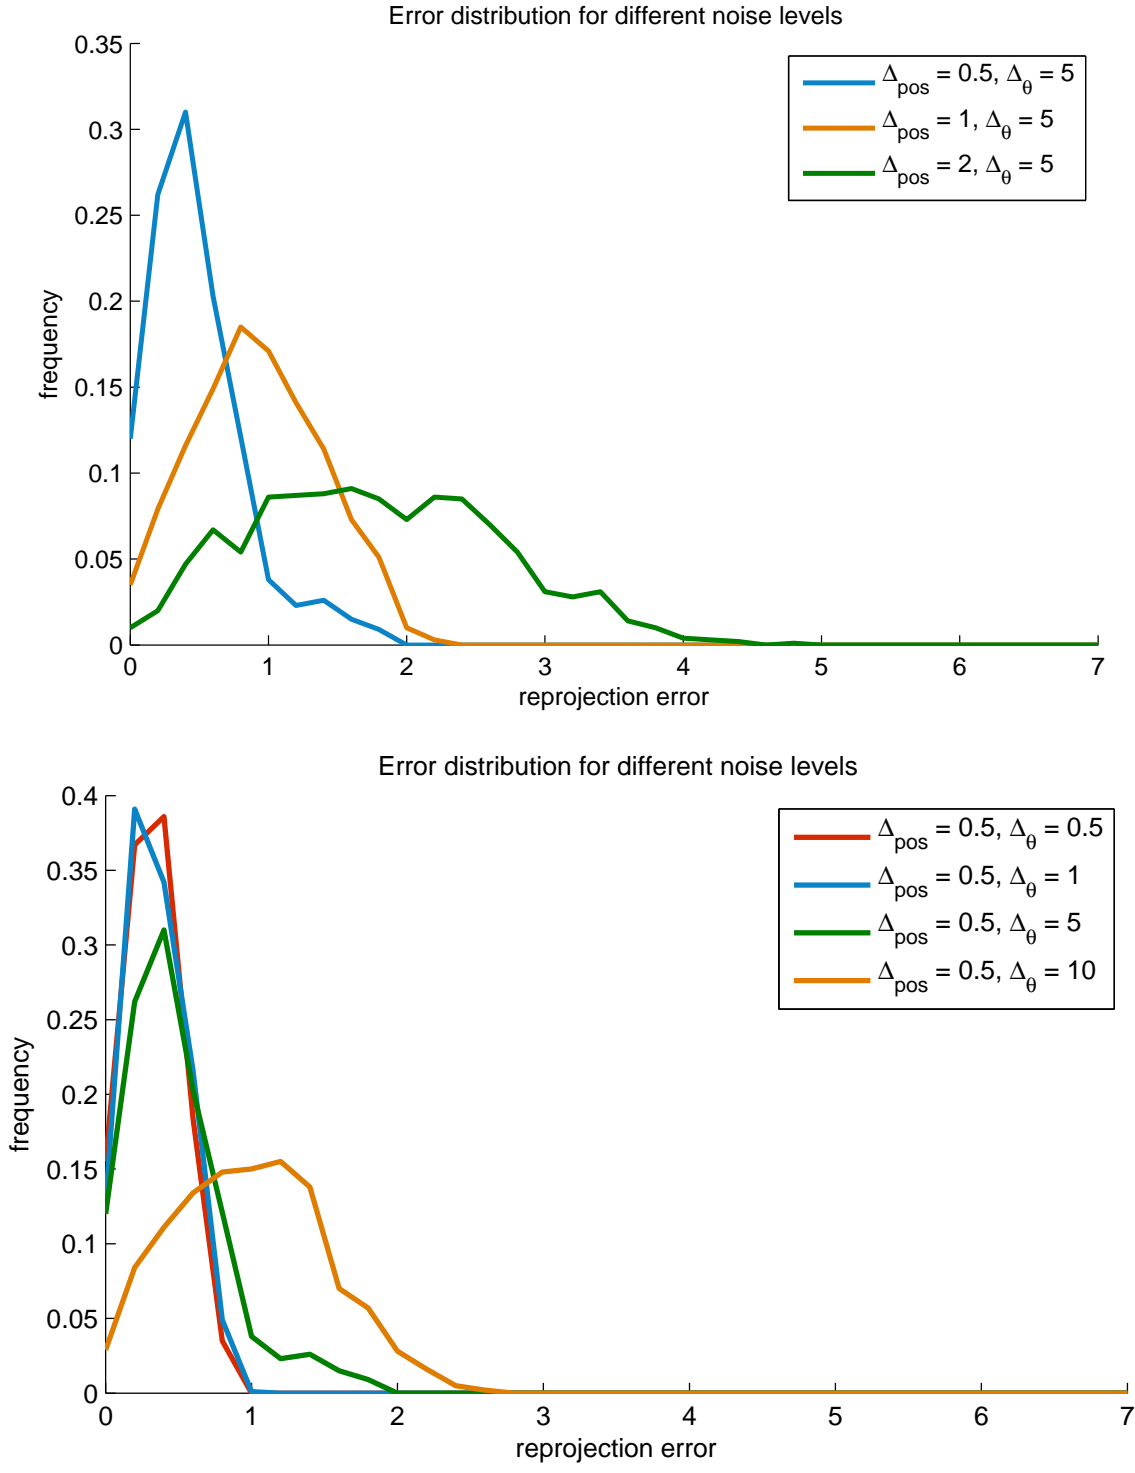 Error distribution for different noise levels
0.35
0.3
0.25
0.2
0.15
0.1
0.05
0
frequency
Δpos = 0.5, Δθ = 5
Δpos = 1, Δθ = 5
Δpos = 2, Δθ = 5
0 1 2 3 4 5 6 7
reprojection error
Error distribution for different noise levels
0.4
0.35
0.3
0.25
0.2
0.15
0.1
0.05
0
frequency
Δpos = 0.5, Δθ = 0.5
Δpos = 0.5, Δθ = 1
Δpos = 0.5, Δθ = 5
Δpos = 0.5, Δθ = 10
0 1 2 3 4 5 6 7
reprojection error